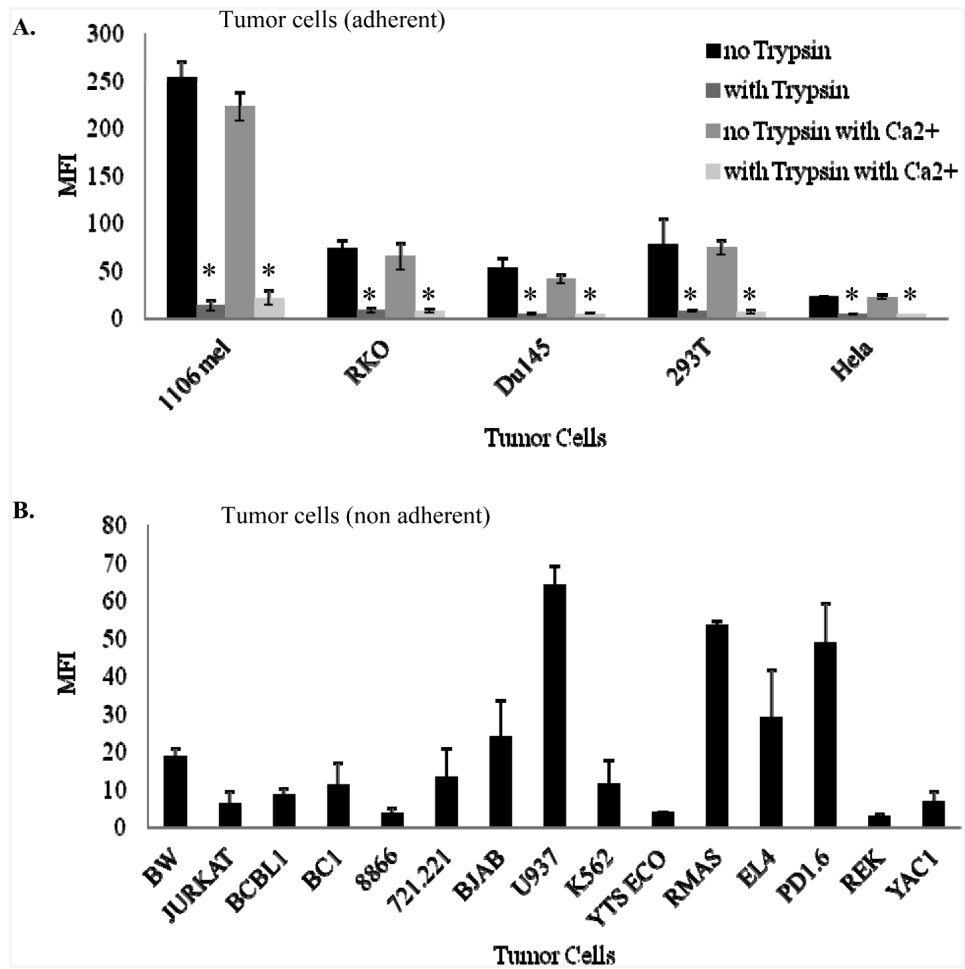 A.
Tumor cells (adherent)
300
250
200
150
100
50
0
MFI
no Trypsin
with Trypsin
no Trypsin with Ca2+
with Trypsin with Ca2+
* * * * * * * * * *
1106 mel
RKO
Du145
293T
Hela
Tumor Cells
B.
Tumor cells (non adherent)
80
70
60
50
40
30
20
10
0
MFI
BW
JURKAT
BCBL1
BC1
8866
721.221
BJAB
U937
K562
YTS ECO
RMAS
EL4
PD1.6
REK
YAC1
Tumor Cells